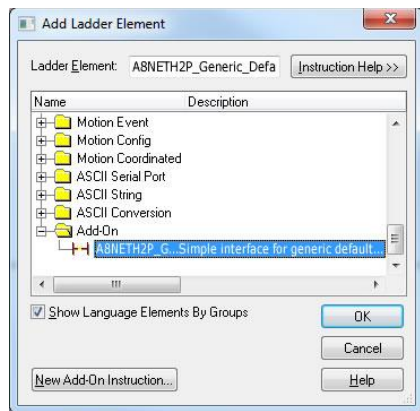 Add Ladder Element
Ladder Element: A8NETH2P_Generic_Defa Instruction Help >>
Name Description
Motion Event
Motion Config
Motion Coordinated
ASCII Serial Port
ASCII String
ASCII Conversion
Add-On
A8NETH2P_G...Simple interface for generic default...
Show Language Elements By Groups
OK
Cancel
New Add-On Instruction... Help